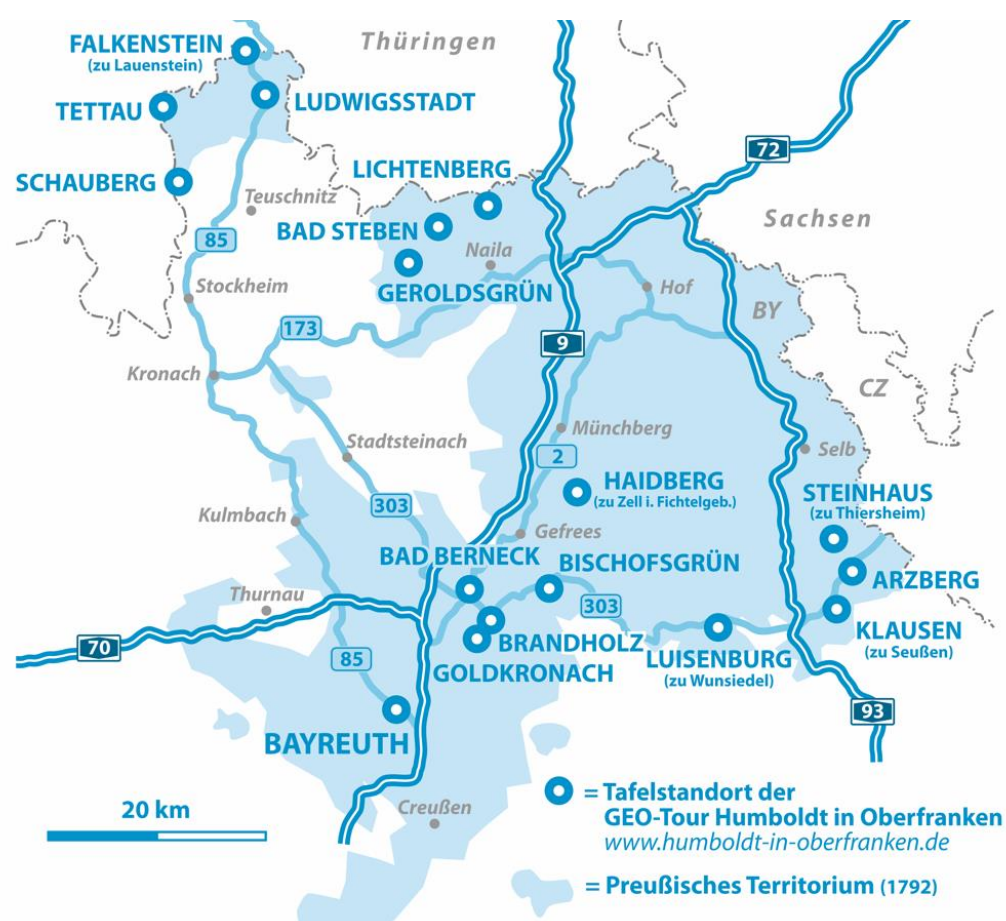 FALKENSTEIN
(zu Lauenstein)
Thüringen
TETTAU
LUDWIGSSTADT
72
LICHTENBERG
SCHAUBERG
Teuschnitz
Sachsen
BAD STEBEN
85
Naila
Stockheim
GEROLDSGRÜN
Hof
BY
173
9
Kronach
CZ
Münchberg
Stadtsteinach
Selb
2
HAIDBERG
(zu Zell i. Fichtelgeb.)
STEINHAUS
(zu Thiersheim)
303
Kulmbach
Gefrees
BAD BERNECK
BISCHOFSGRÜN
ARZBERG
Thurnau
303
70
BRANDHOLZ
KLAUSEN
(zu Seußen)
85
GOLDKRONACH
LUISENBURG
(zu Wunsiedel)
93
BAYREUTH
20 km
Creußen
= Tafelstandort der
GEO-Tour Humboldt in Oberfranken
www.humboldt-in-oberfranken.de
= Preußisches Territorium (1792)